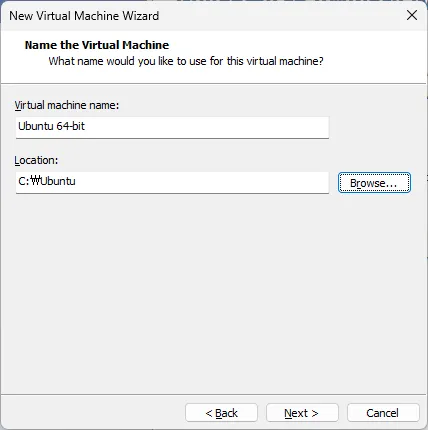 New Virtual Machine Wizard
Name the Virtual Machine
What name would you like to use for this virtual machine?
Virtual machine name:
Ubuntu 64-bit
Location:
C:₩Ubuntu
Browse...
< Back
Next >
Cancel